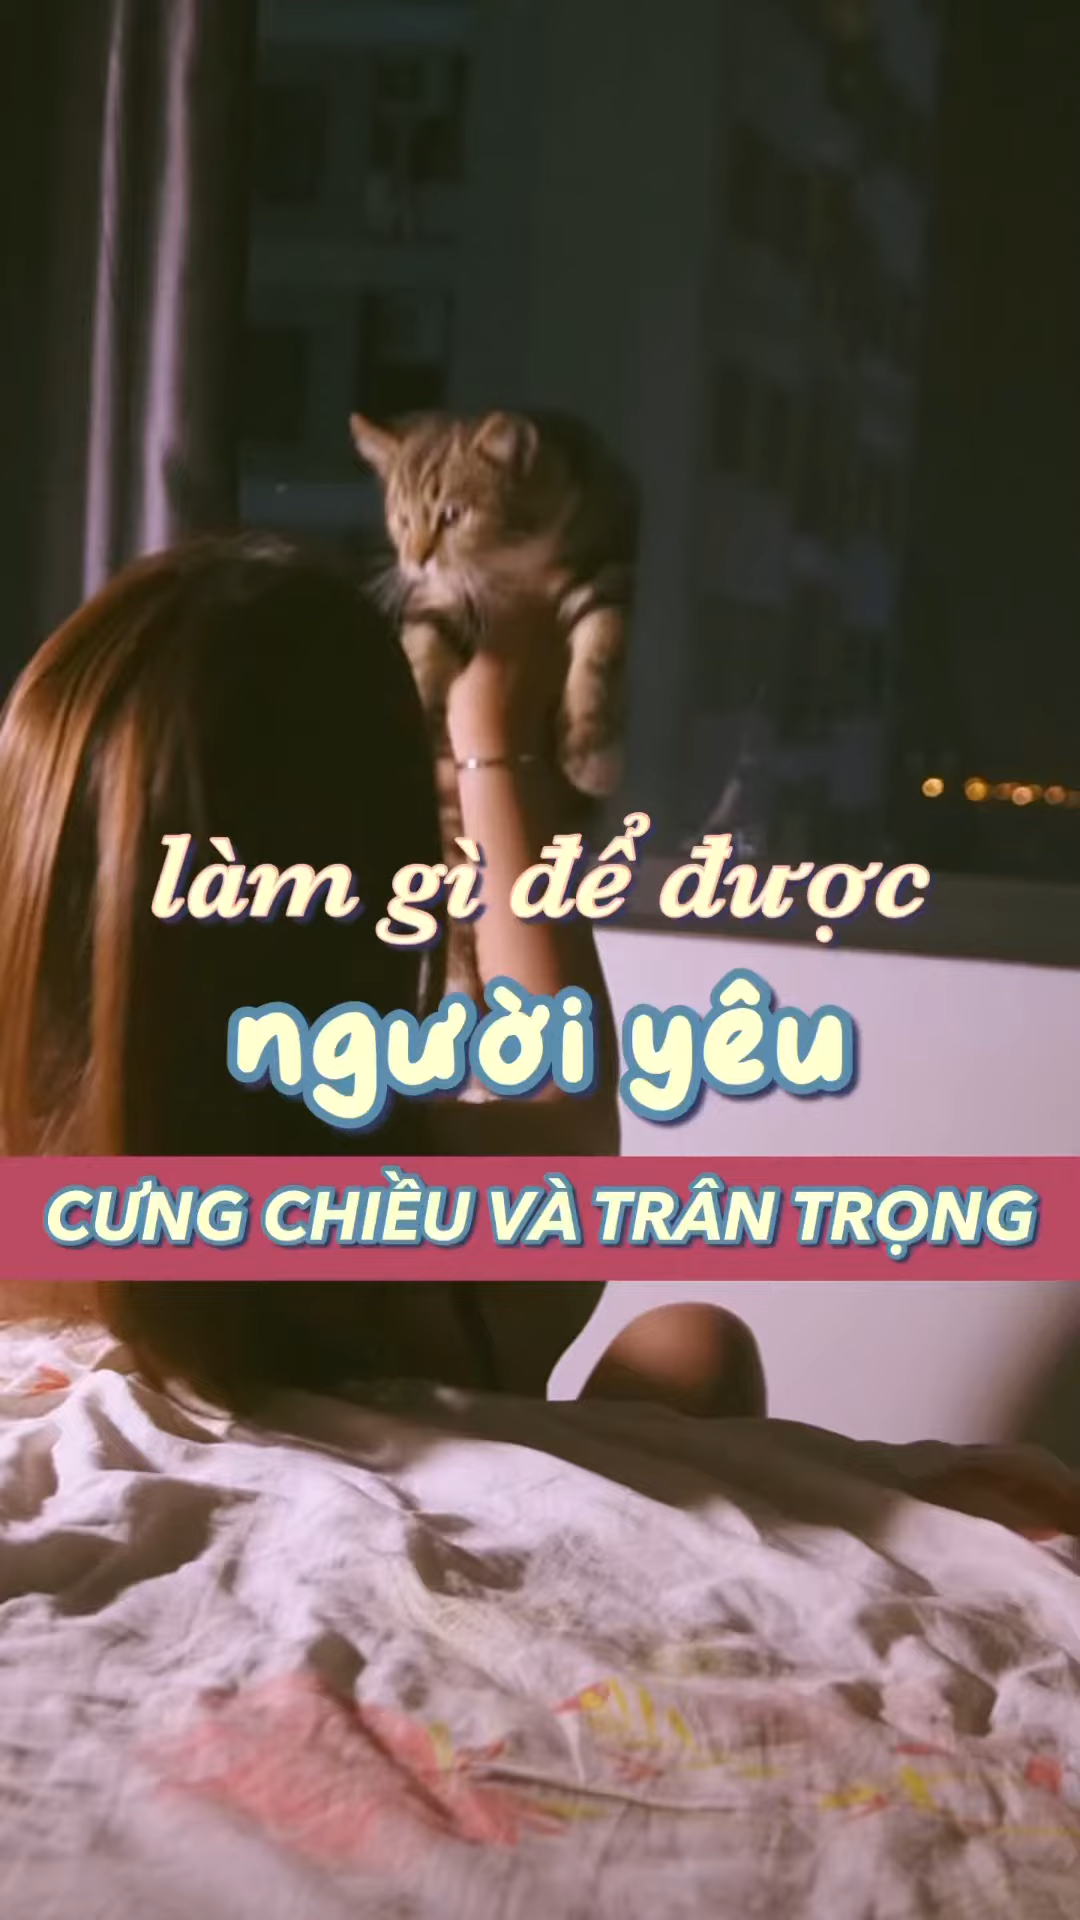 làm gì để được
người yêu
CƯNG CHIỀU VÀ TRÂN TRỌNG